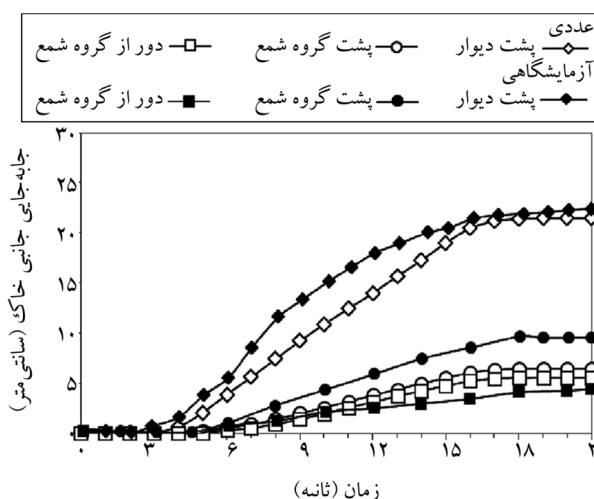 عددی
پشت دیوار پشت گروه شمع دور از گروه شمع
آزمایشگاهی
پشت دیوار پشت گروه شمع دور از گروه شمع
۳۰
۲۵
۲۰
۱۵
۱۰
۵
۰
جابه‌جایی جانبی خاک (سانتی‌متر)
۰ ۳ ۶ ۹ ۱۲ ۱۵ ۱۸ ۲
زمان (ثانیه)